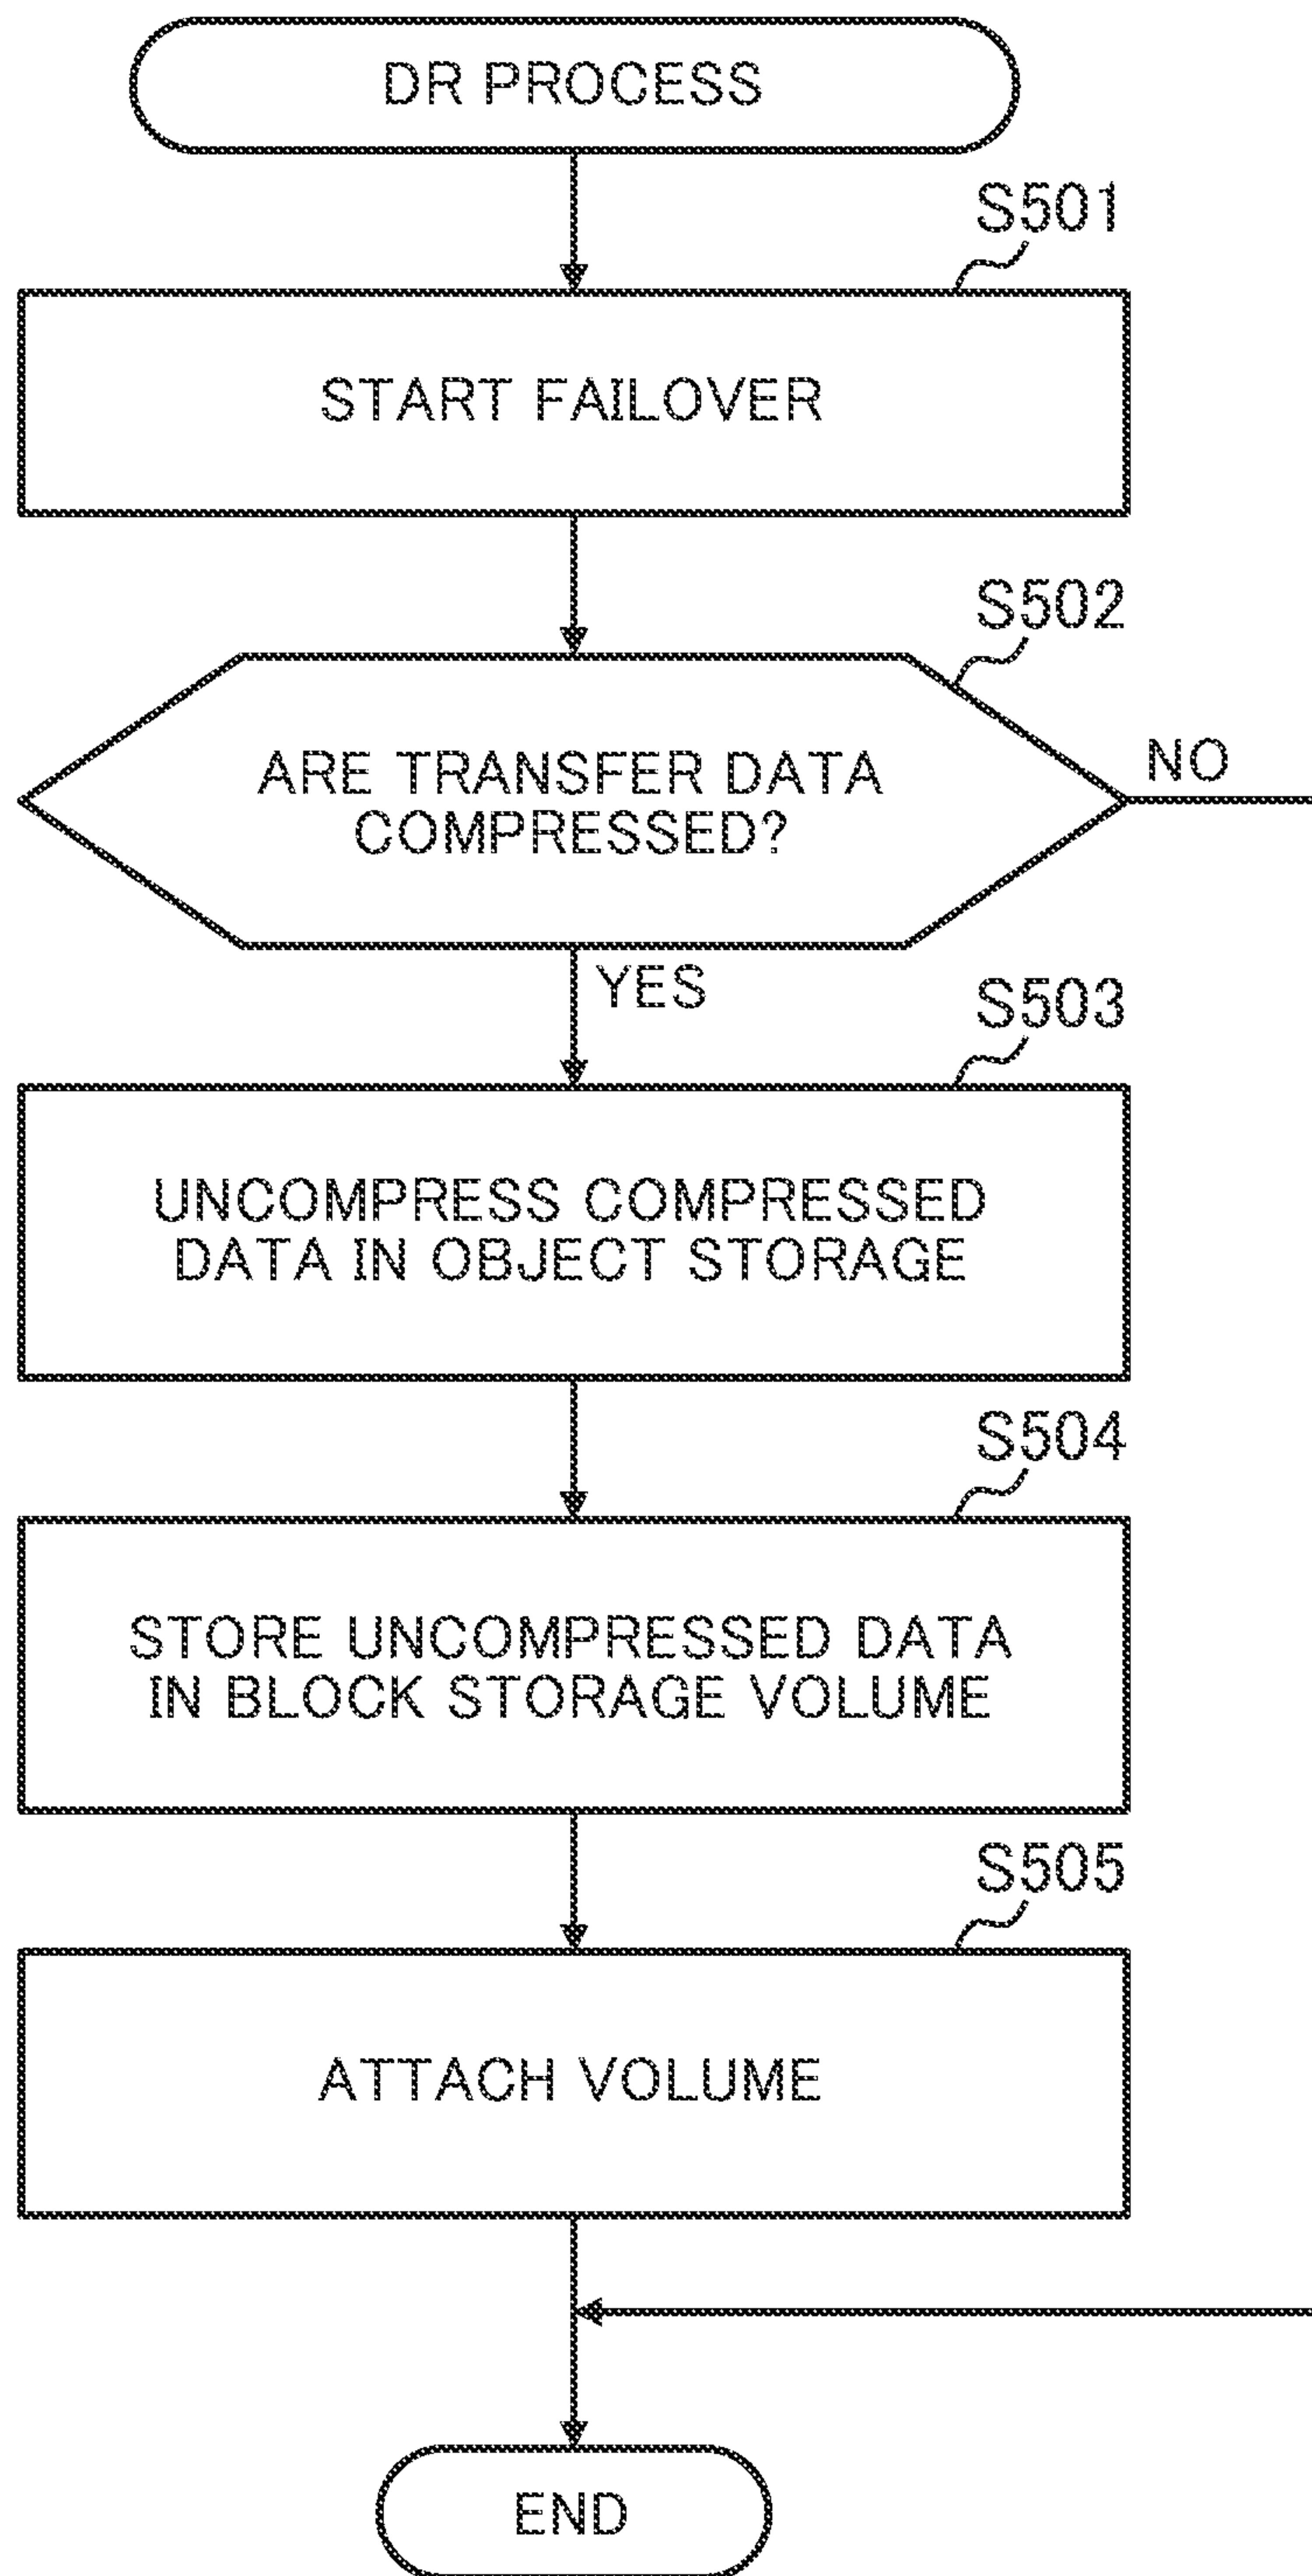 DR PROCESS
S501
START FAILOVER
S502
ARE TRANSFER DATA
COMPRESSED?
NO
YES
S503
UNCOMPRESS COMPRESSED
DATA IN OBJECT STORAGE
S504
STORE UNCOMPRESSED DATA
IN BLOCK STORAGE VOLUME
S505
ATTACH VOLUME
END